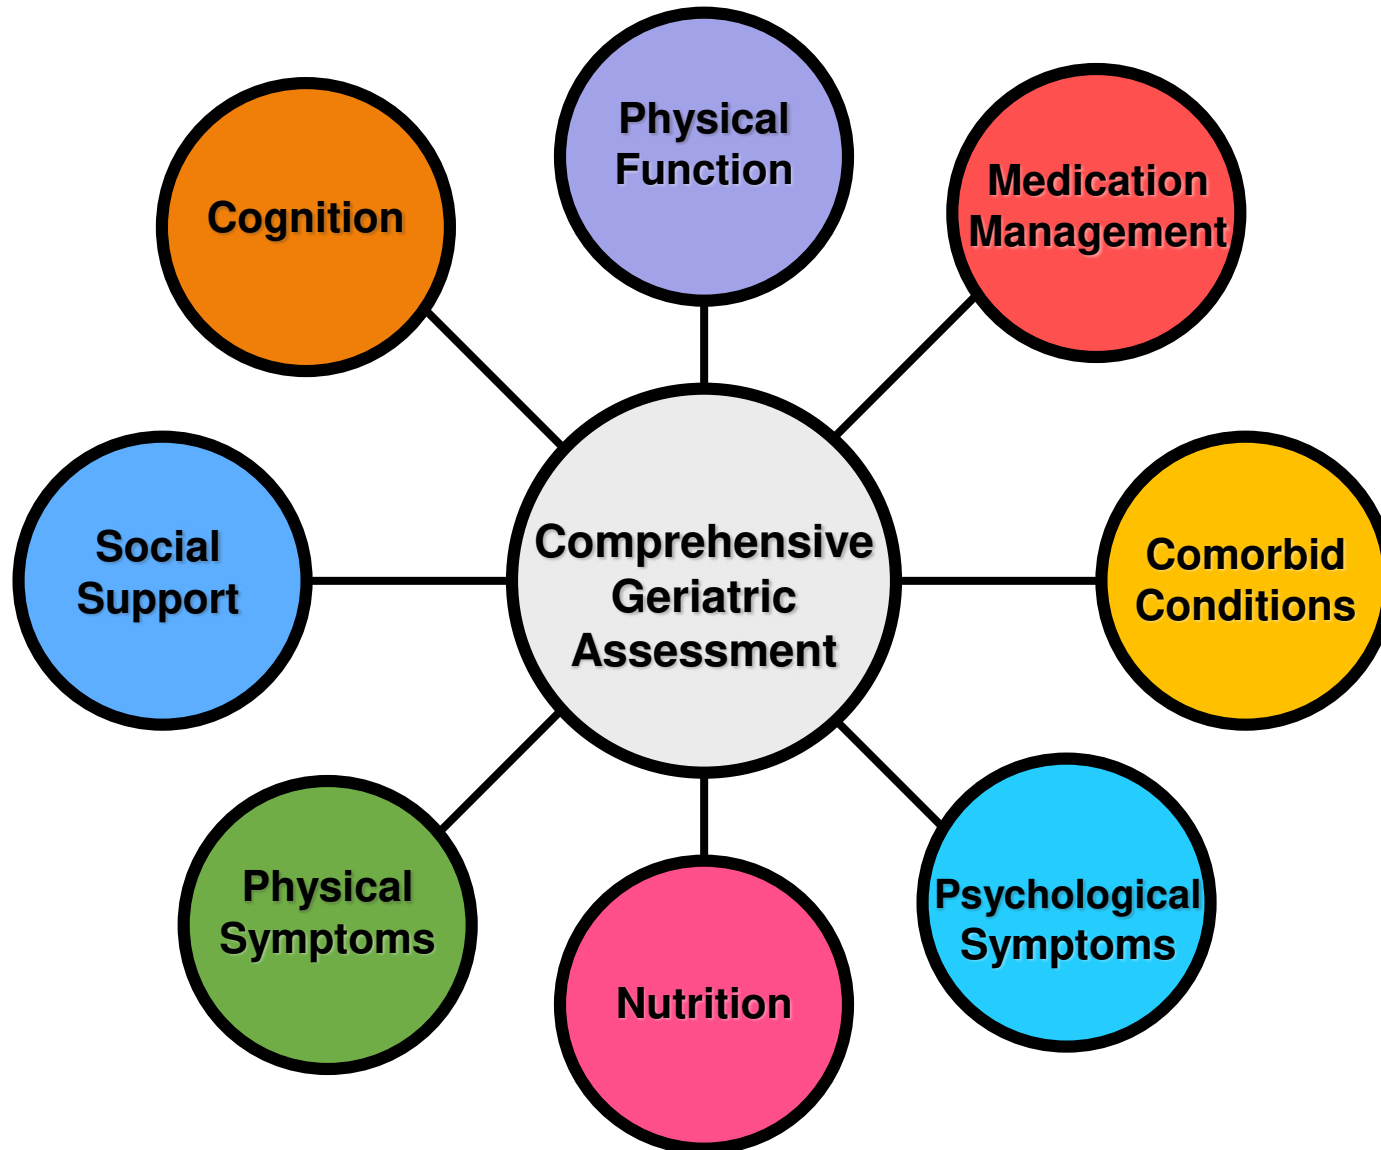 Physical
Function
Medication
Management
Cognition
Comprehensive
Geriatric
Assessment
Social
Support
Comorbid
Conditions
Physical
Symptoms
Psychological
Symptoms
Nutrition